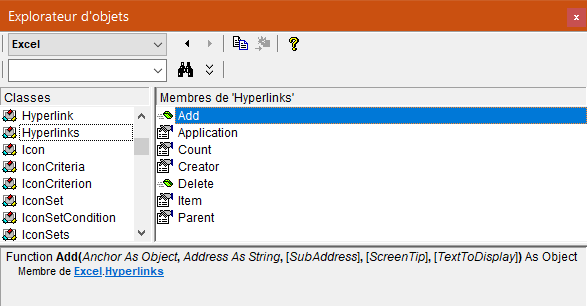 Explorateur d'objets
x
Excel
?
Classes
Membres de 'Hyperlinks'
Hyperlink
Hyperlinks
Icon
IconCriteria
IconCriterion
IconSet
IconSetCondition
IconSets
Add
Application
Count
Creator
Delete
Item
Parent
Function Add(Anchor As Object, Address As String, [SubAddress], [ScreenTip], [TextToDisplay]) As Object
Membre de Excel.Hyperlinks